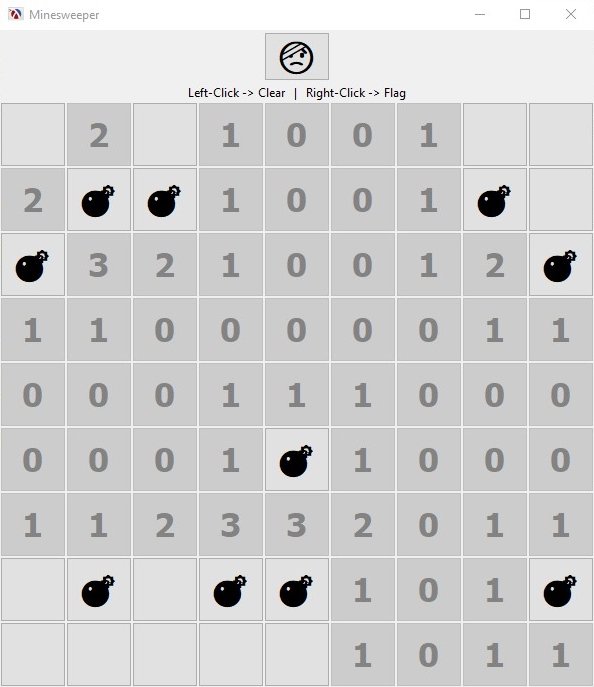 Minesweeper
Left-Click -> Clear | Right-Click -> Flag
2 1 0 0 1
2 1 0 0 1
3 2 1 0 0 1 2
1 1 0 0 0 0 0 1 1
0 0 0 1 1 1 0 0 0
0 0 0 1 1 0 0 0
1 1 2 3 3 2 0 1 1
1 0 1
1 0 1 1